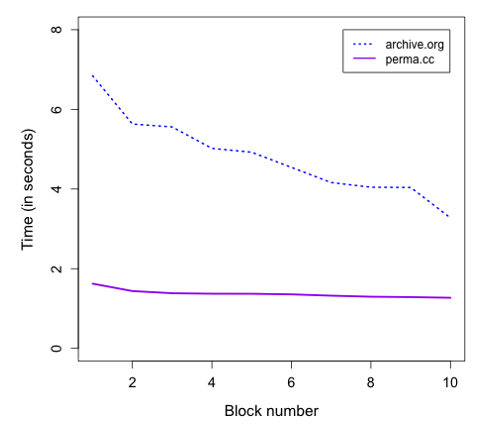 archive.org
perma.cc
Time (in seconds)
8
6
4
2
0
2 4 6 8 10
Block number